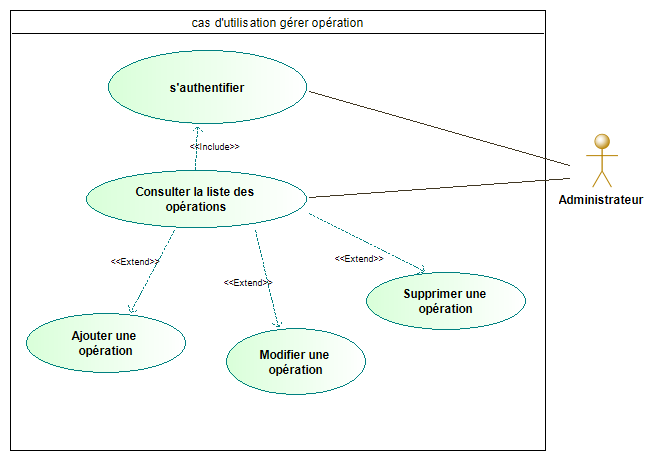 cas d'utilisation gérer opération
s'authentifier
<<Include>>
Administrateur
Consulter la liste des
opérations
<<Extend>>
<<Extend>>
<<Extend>>
Supprimer une
opération
Ajouter une
opération
Modifier une
opération